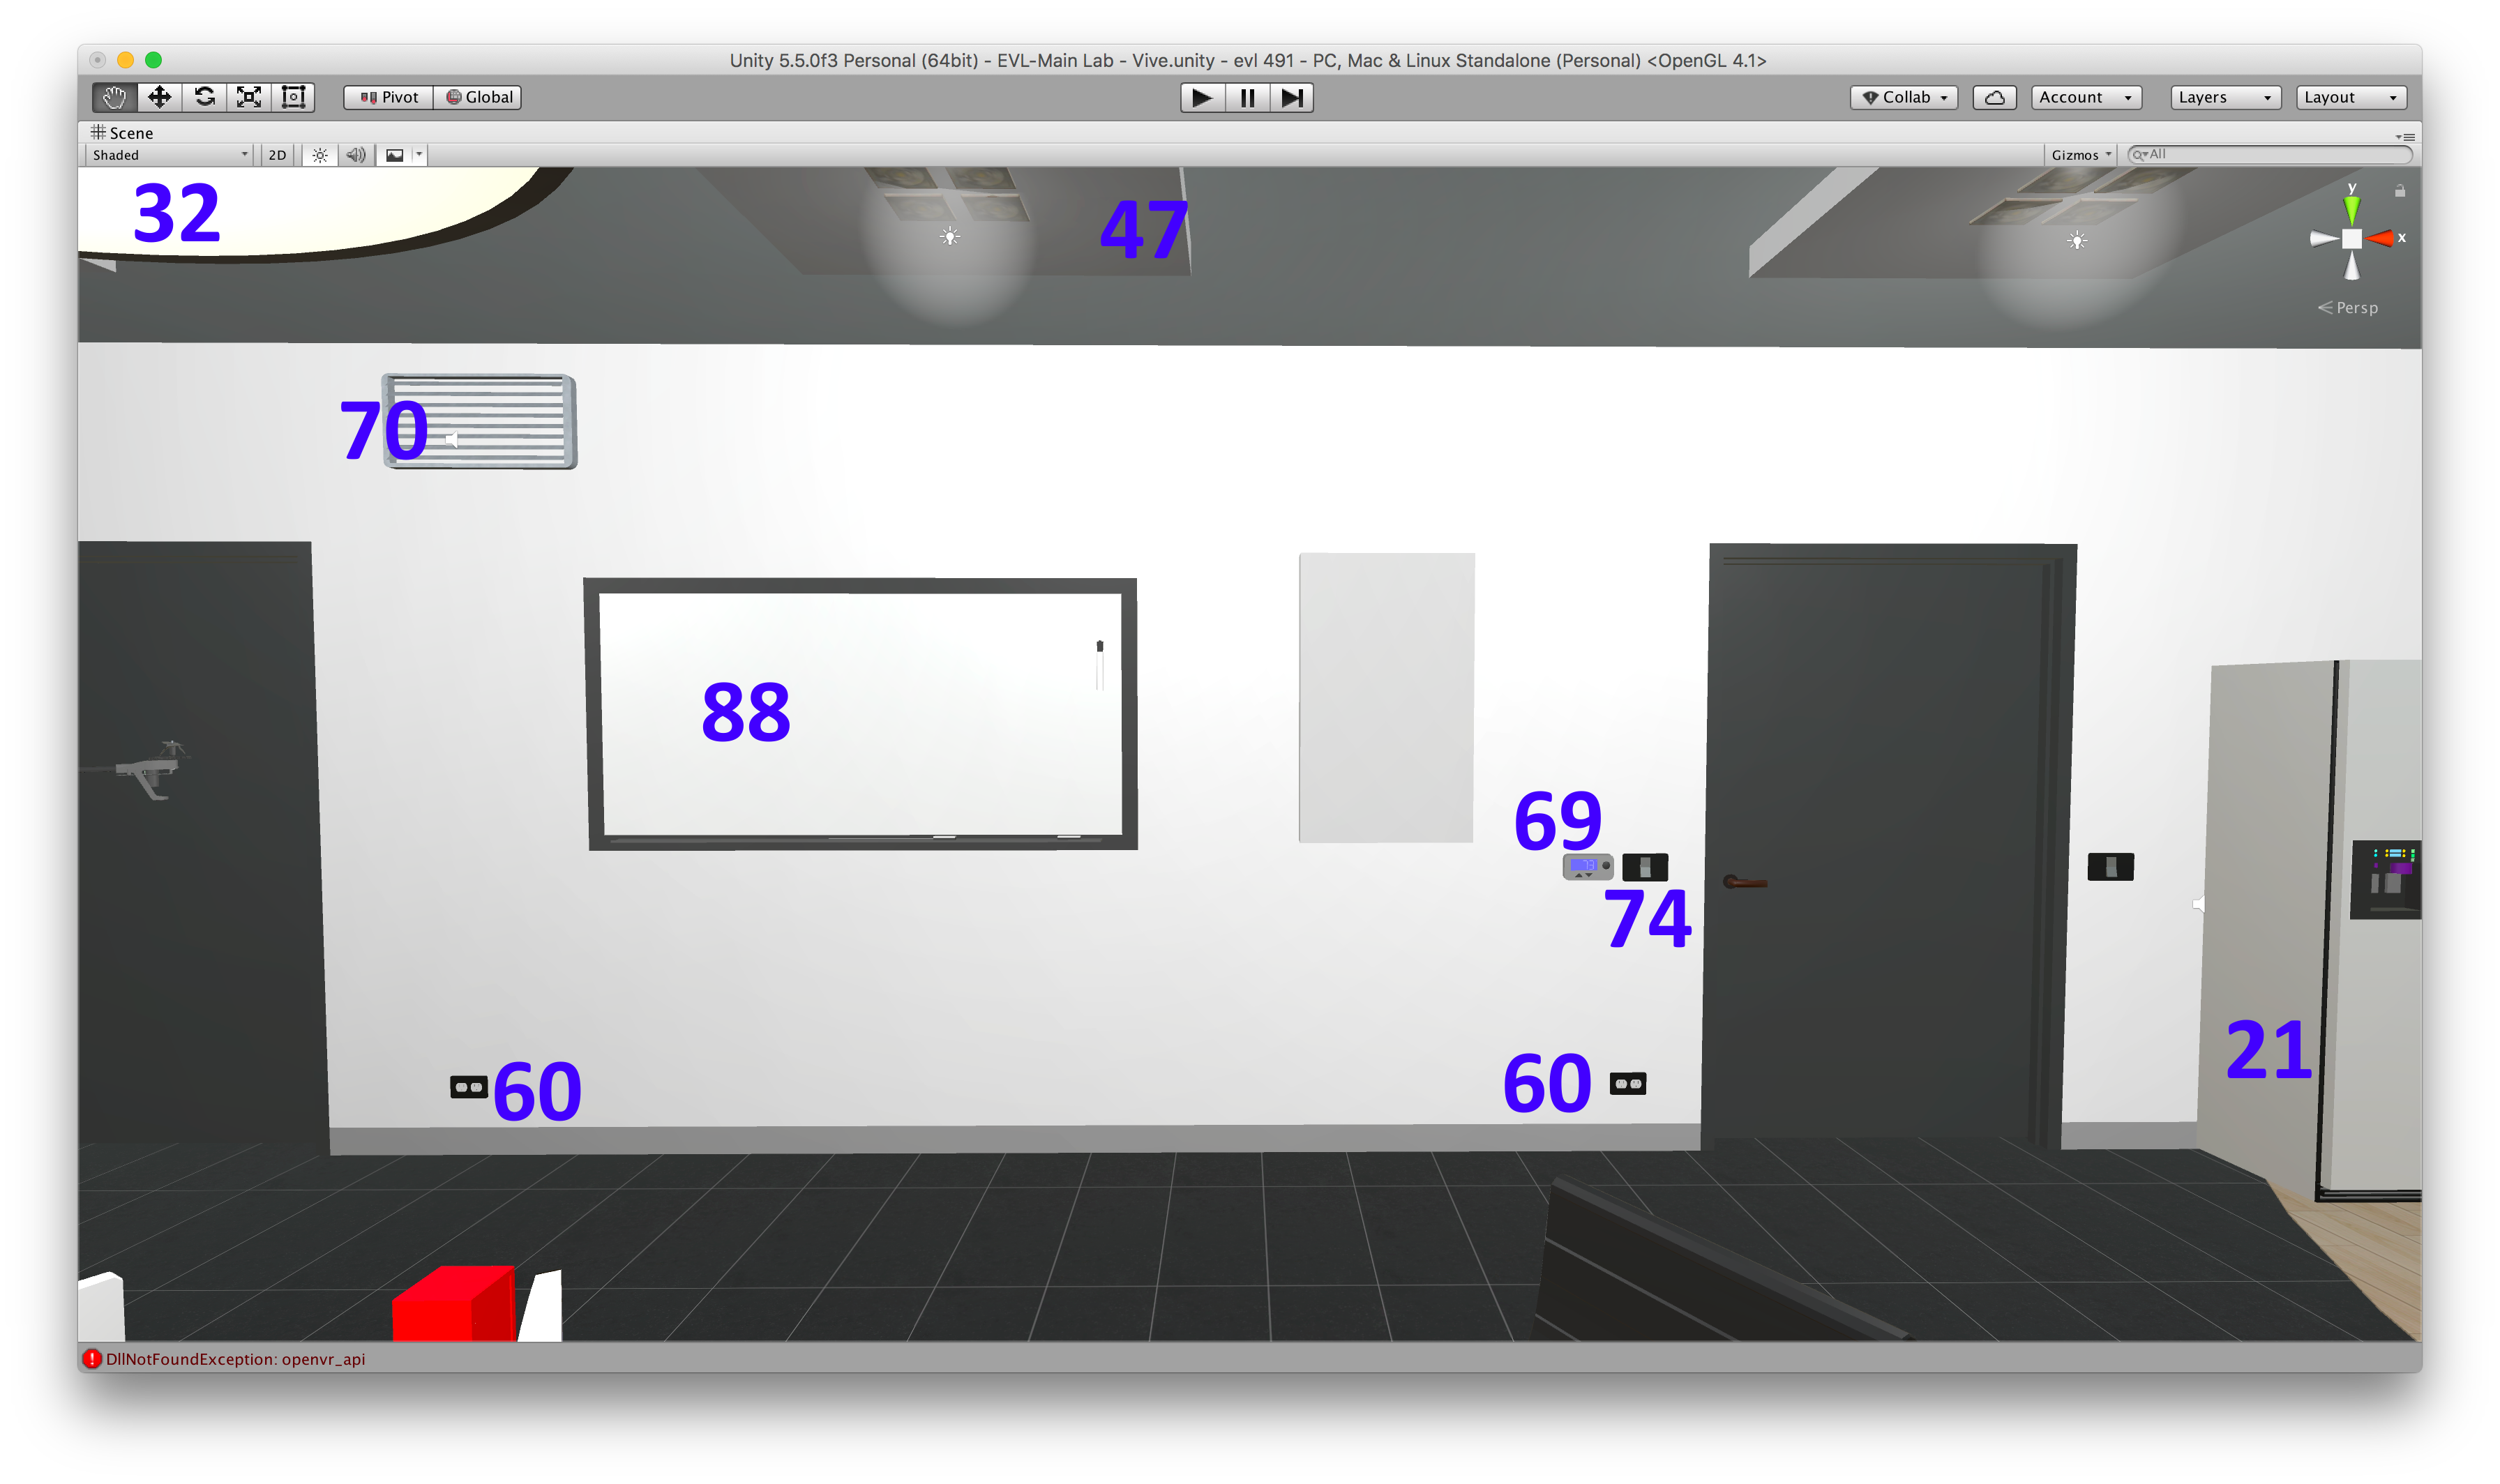 Unity 5.5.0f3 Personal (64bit) - EVL-Main Lab - Vive.unity - evl 491 - PC, Mac & Linux Standalone (Personal) <OpenGL 4.1>
Pivot Global Collab Account Layers Layout
Scene
Shaded 2D Gizmos All
32 47 y
x
Persp
70
88
69
73
74
21
60 60
DllNotFoundException: openvr_api